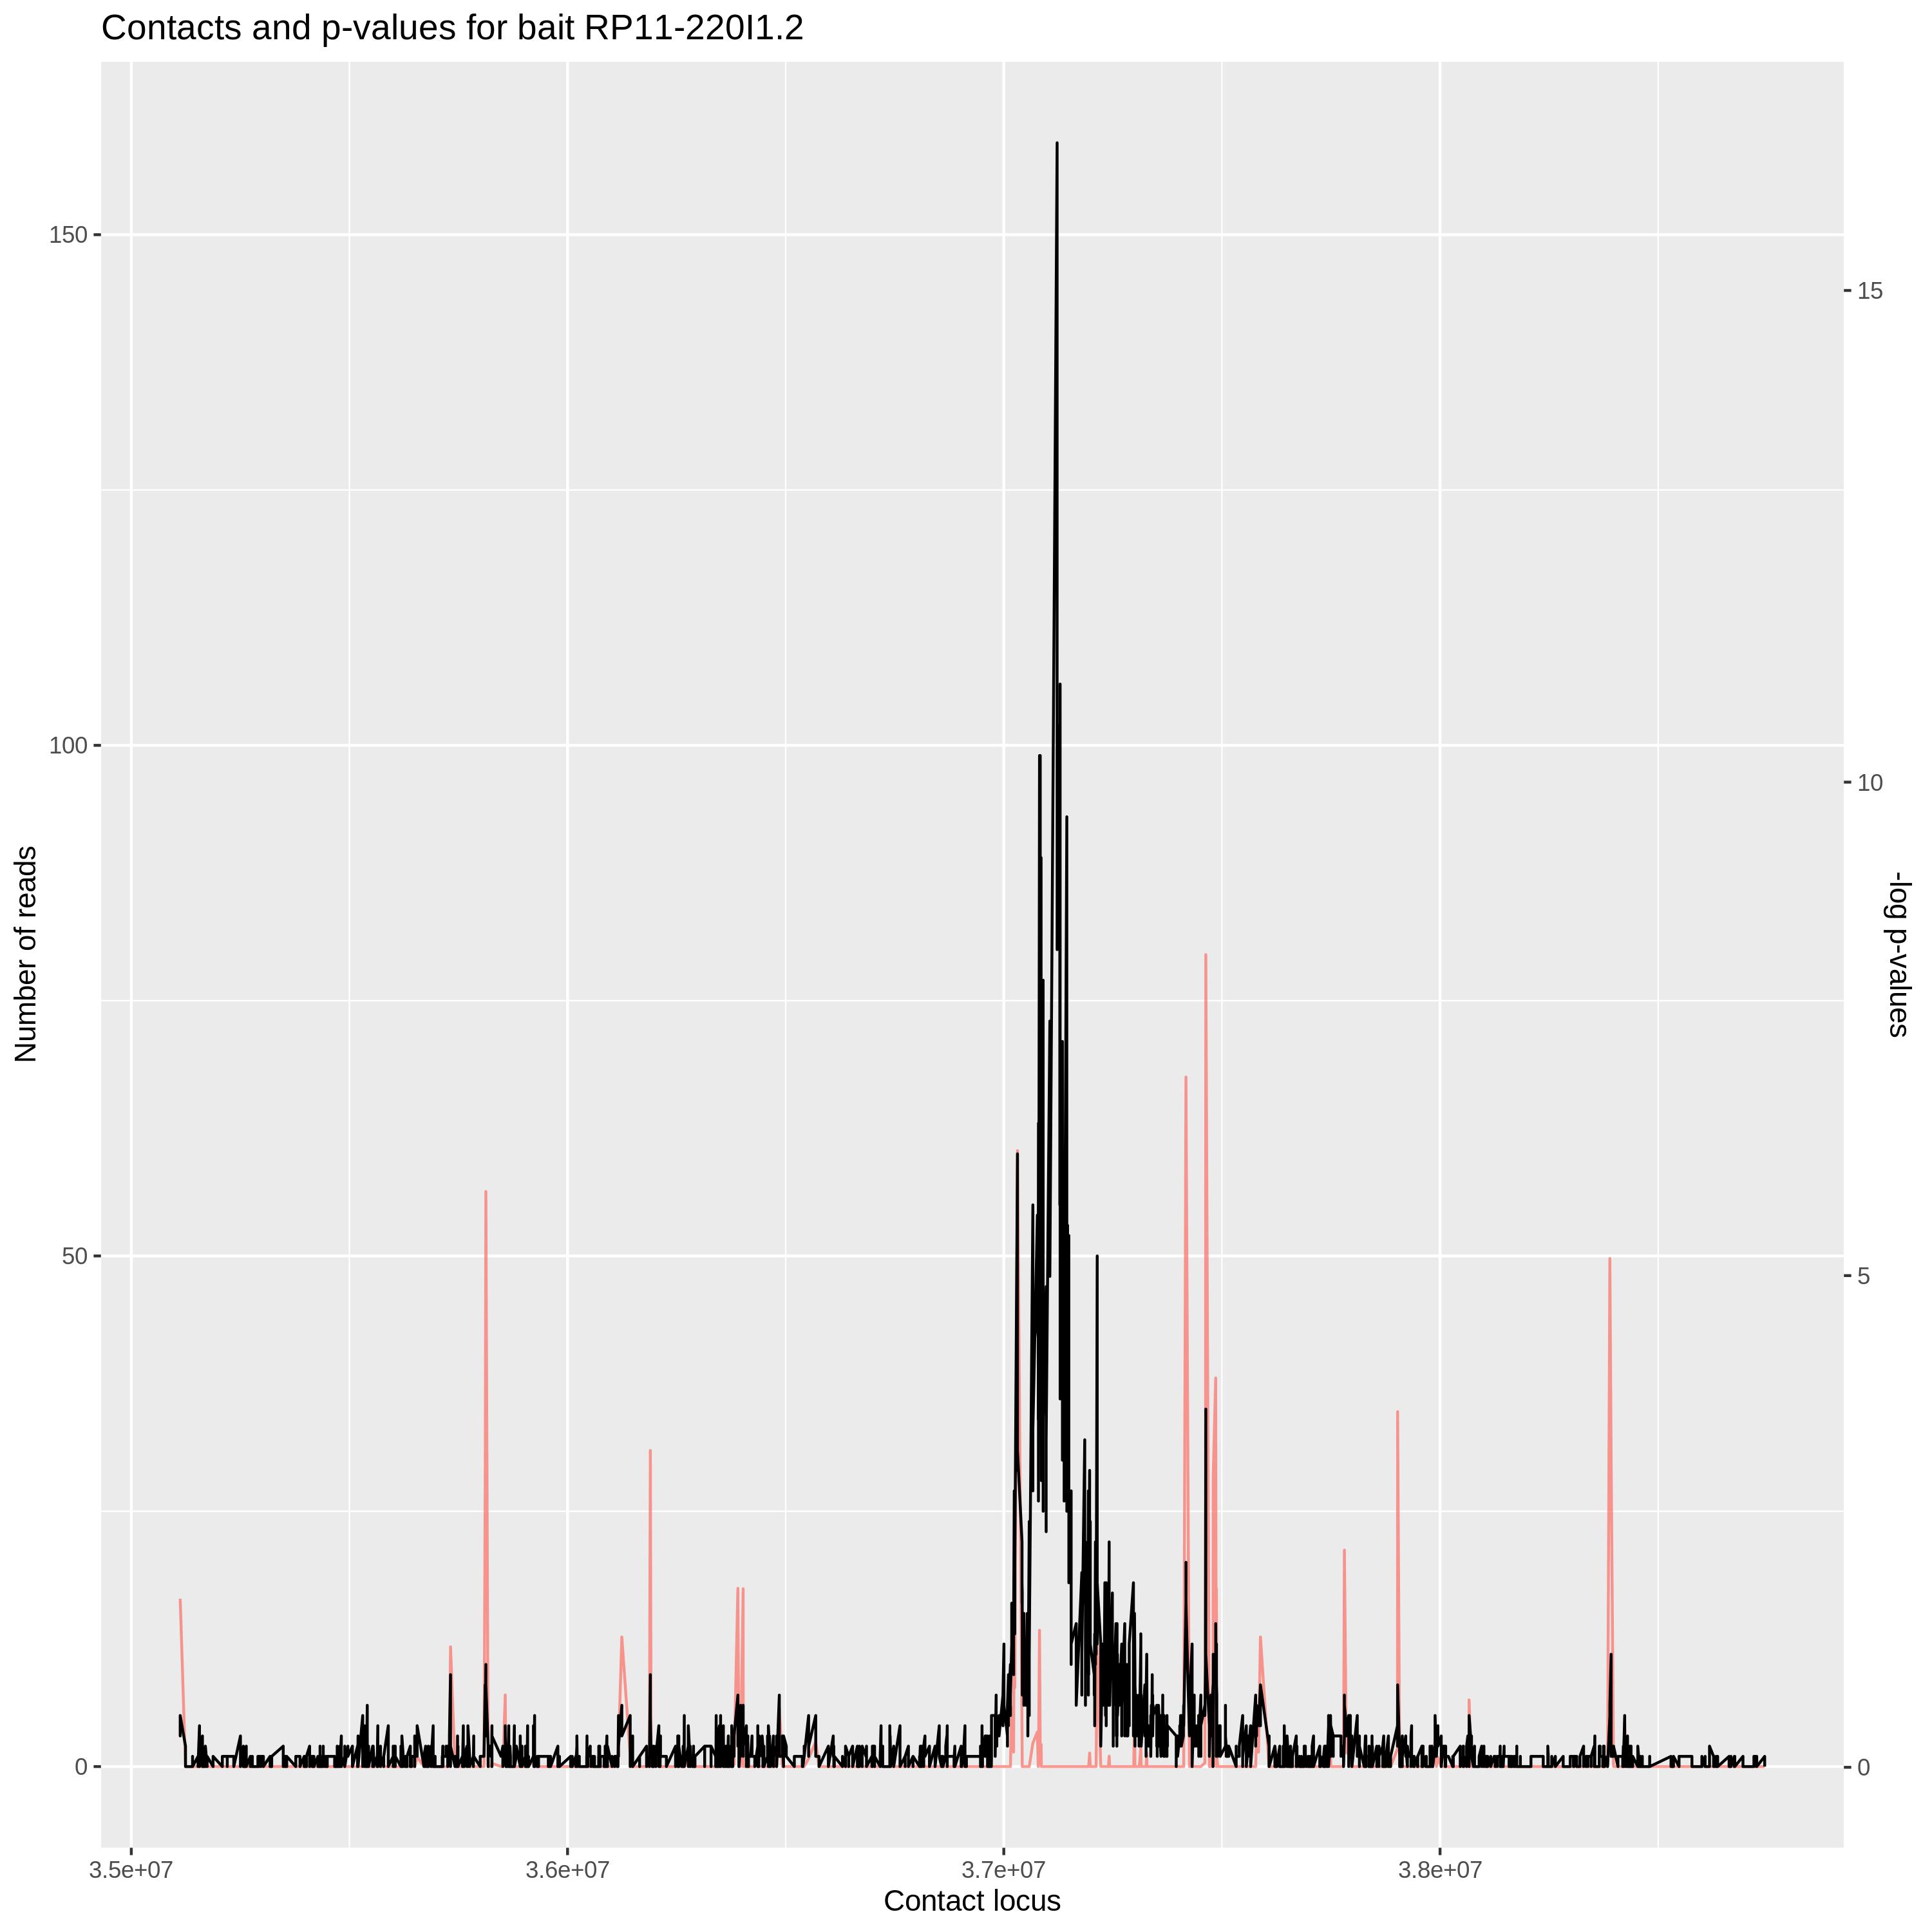 Contacts and p-values for bait RP11-220I1.2
150
100
50
0
Number of reads
15
10
5
0
-log p-values
3.5e+07
3.6e+07
3.7e+07
3.8e+07
Contact locus